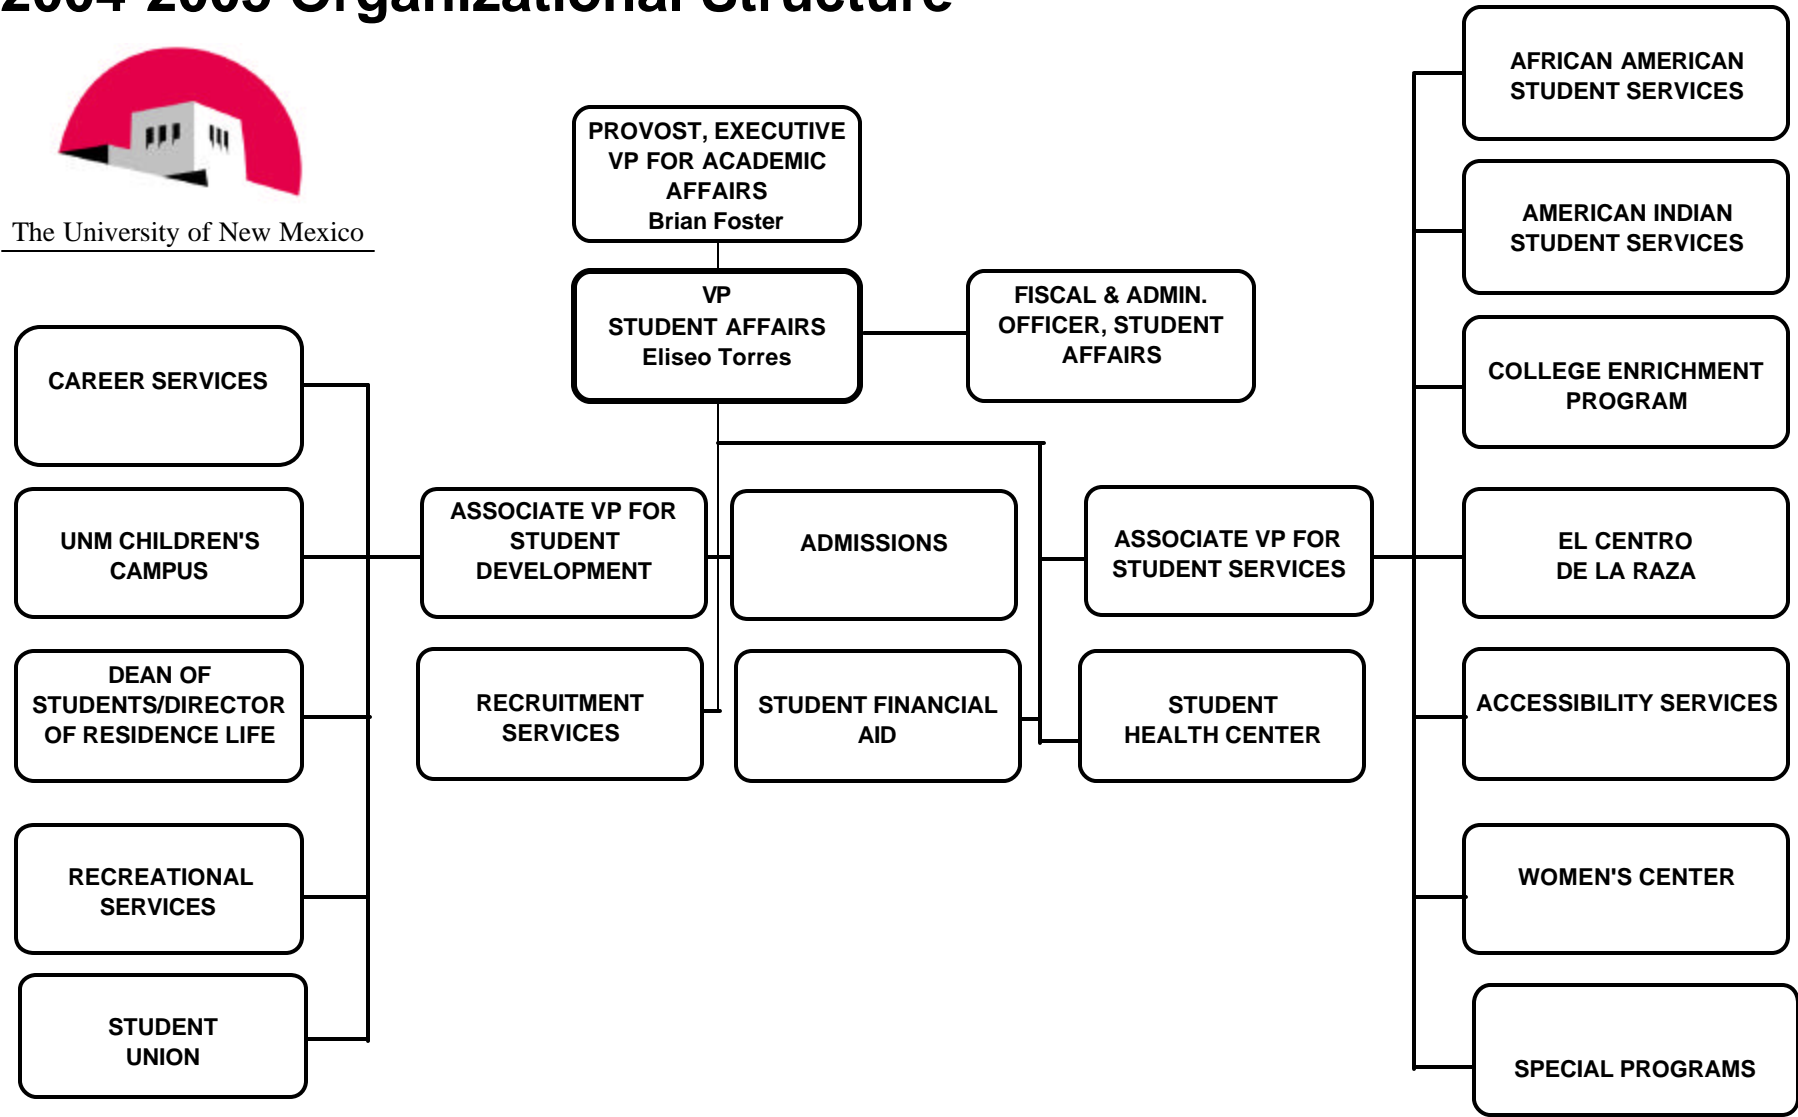 2004-2005 Organizational Structure
The University of New Mexico
PROVOST, EXECUTIVE
VP FOR ACADEMIC
AFFAIRS
Brian Foster
VP
STUDENT AFFAIRS
Eliseo Torres
FISCAL & ADMIN.
OFFICER, STUDENT
AFFAIRS
CAREER SERVICES
UNM CHILDREN'S
CAMPUS
DEAN OF
STUDENTS/DIRECTOR
OF RESIDENCE LIFE
RECREATIONAL
SERVICES
STUDENT
UNION
ASSOCIATE VP FOR
STUDENT
DEVELOPMENT
ADMISSIONS
RECRUITMENT
SERVICES
STUDENT FINANCIAL
AID
ASSOCIATE VP FOR
STUDENT SERVICES
STUDENT
HEALTH CENTER
AFRICAN AMERICAN
STUDENT SERVICES
AMERICAN INDIAN
STUDENT SERVICES
COLLEGE ENRICHMENT
PROGRAM
EL CENTRO
DE LA RAZA
ACCESSIBILITY SERVICES
WOMEN'S CENTER
SPECIAL PROGRAMS